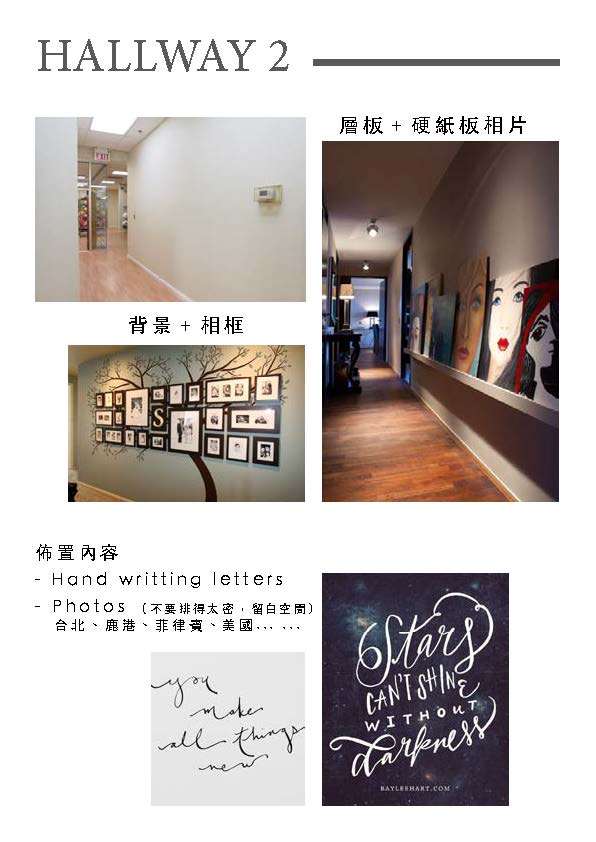 HALLWAY 2
層板 + 硬紙板相片
EXIT
背景 + 相框
S
佈置內容
- Hand writting letters
- Photos （不要排得太密，留白空間）
台北、鹿港、菲律賓、美國... ...
you
make
all things
new
Stars
CAN'T SHINE
WITHOUT
darkness
BAYLEEHART.COM